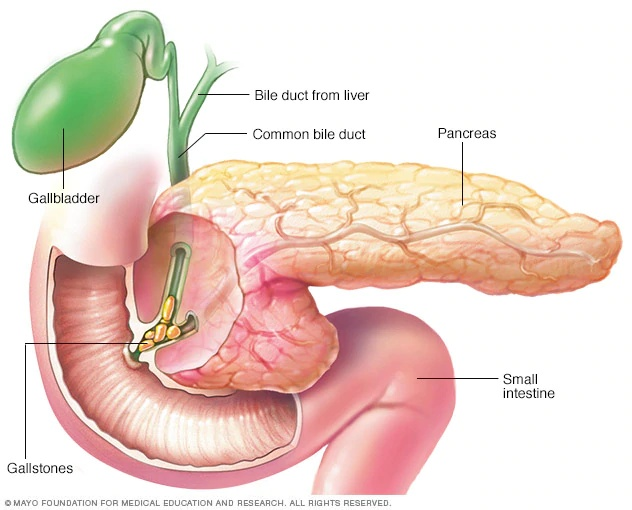 Bile duct from liver
Common bile duct
Pancreas
Gallbladder
Small
intestine
Gallstones
© MAYO FOUNDATION FOR MEDICAL EDUCATION AND RESEARCH. ALL RIGHTS RESERVED.